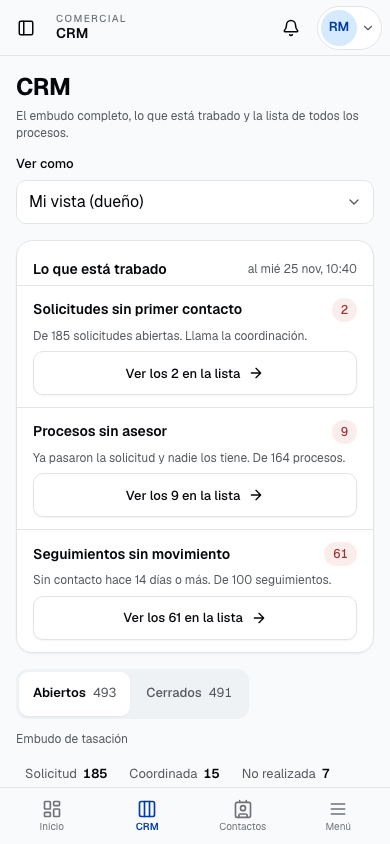 COMERCIAL
CRM
RM
CRM
El embudo completo, lo que está trabado y la lista de todos los
procesos.
Ver como
Mi vista (dueño)
Lo que está trabado al mié 25 nov, 10:40
Solicitudes sin primer contacto 2
De 185 solicitudes abiertas. Llama la coordinación.
Ver los 2 en la lista →
Procesos sin asesor 9
Ya pasaron la solicitud y nadie los tiene. De 164 procesos.
Ver los 9 en la lista →
Seguimientos sin movimiento 61
Sin contacto hace 14 días o más. De 100 seguimientos.
Ver los 61 en la lista →
Abiertos 493 Cerrados 491
Embudo de tasación
Solicitud 185 Coordinada 15 No realizada 7
Inicio CRM Contactos Menú